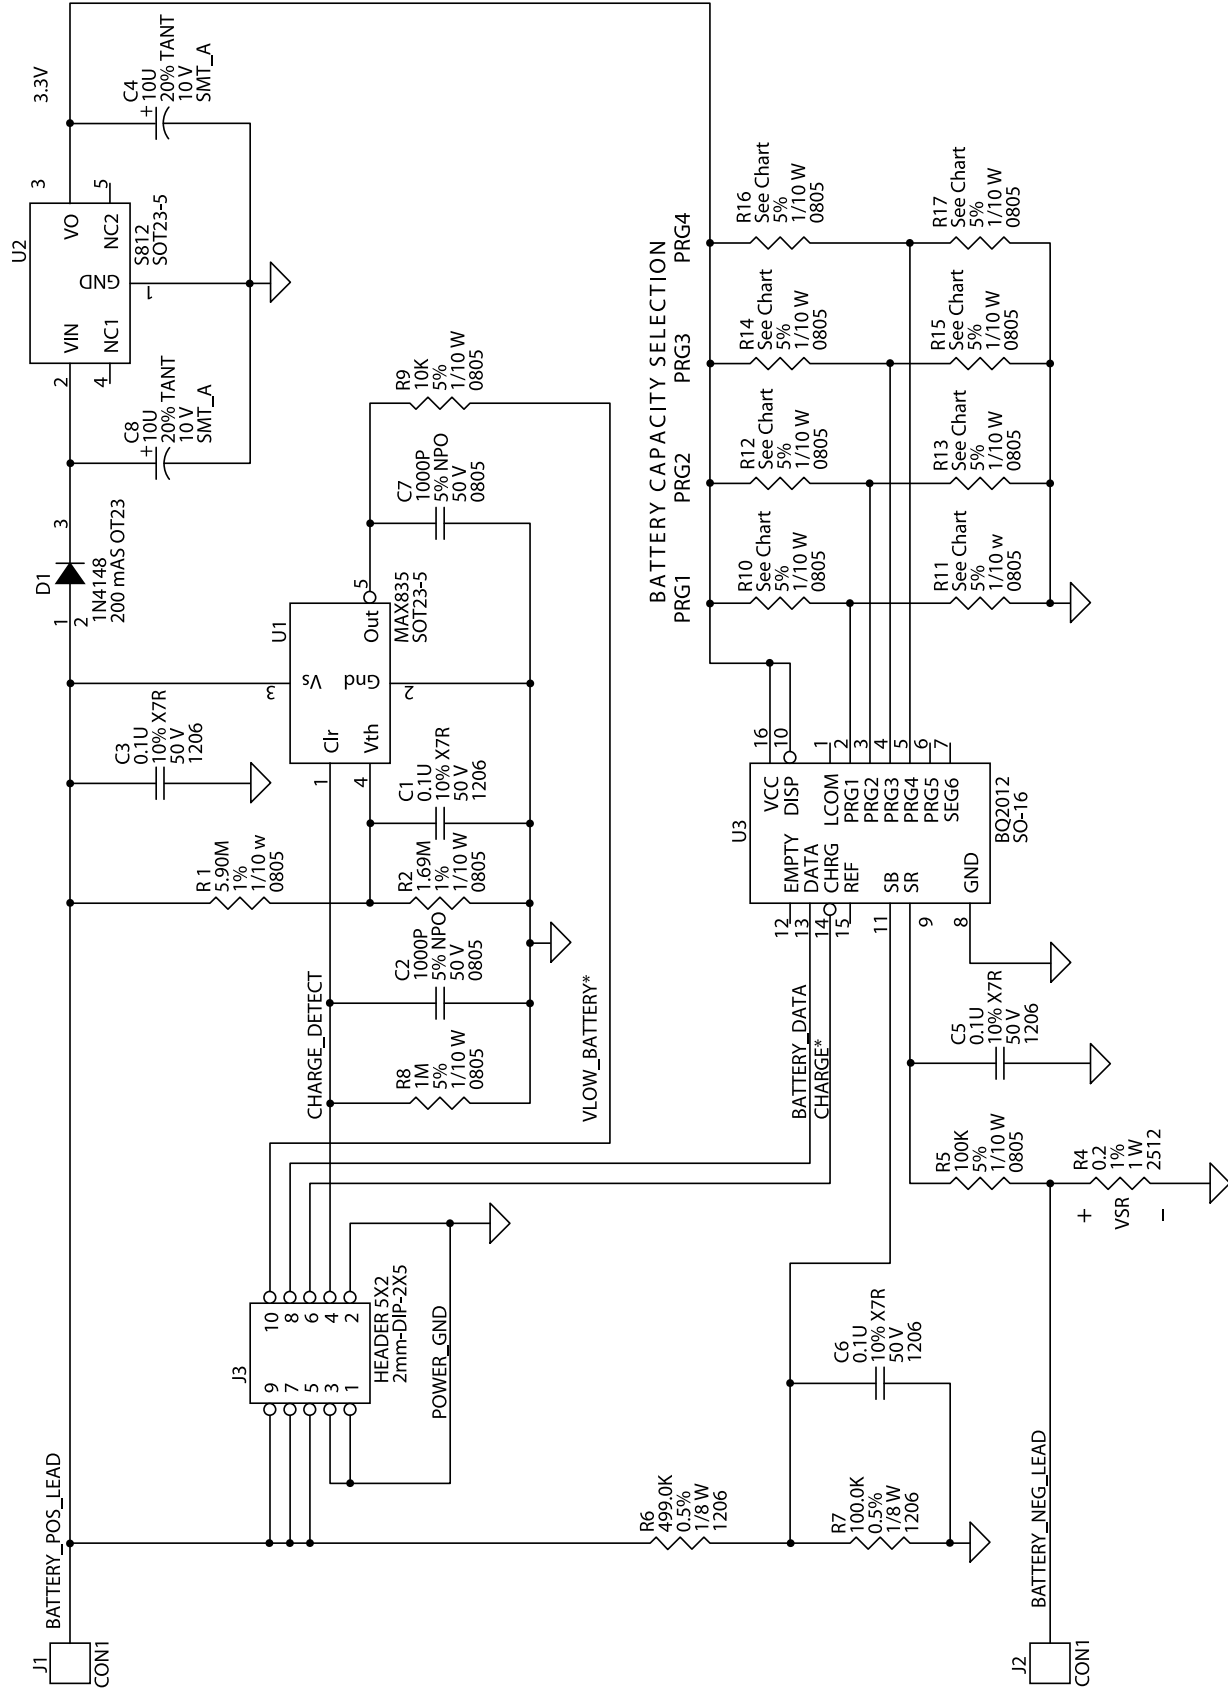 J1
CON1
BATTERY_POS_LEAD
J3
9
7
5
3
1
10
8
6
4
2
HEADER 5X2
2mm-DIP-2X5
POWER_GND
CHARGE_DETECT
R8
1M
5%
1/10 W
0805
C2
1000P
5% NPO
50 V
0805
VLOW_BATTERY*
R1
5.90M
1%
1/10 w
0805
R2
1.69M
1%
1/10 W
0805
C3
0.1U
10% X7R
50 V
1206
C1
0.1U
10% X7R
50 V
1206
1
4
3
2
5
U1
Clr
Vth
Vs
Gnd
Out
MAX835
SOT23-5
C7
1000P
5% NPO
50 V
0805
R9
10K
5%
1/10 W
0805
D1
1
2
3
1N4148
200 mAS OT23
C8
+
10U
20% TANT
10 V
SMT_A
U2
2
4
VIN
NC1
GND
1
VO
NC2
3
5
S812
SOT23-5
3.3V
C4
+
10U
20% TANT
10 V
SMT_A
BATTERY CAPACITY SELECTION
PRG1
PRG2
PRG3
PRG4
R10
See Chart
5%
1/10 W
0805
R12
See Chart
5%
1/10 W
0805
R14
See Chart
5%
1/10 W
0805
R16
See Chart
5%
1/10 W
0805
R11
See Chart
5%
1/10 w
0805
R13
See Chart
5%
1/10 W
0805
R15
See Chart
5%
1/10 W
0805
R17
See Chart
5%
1/10 W
0805
U3
12
13
14
15
11
9
8
EMPTY
DATA
CHRG
REF
SB
SR
GND
VCC
DISP
LCOM
PRG1
PRG2
PRG3
PRG4
PRG5
SEG6
16
10
1
2
3
4
5
6
7
BQ2012
SO-16
BATTERY_DATA
CHARGE*
C5
0.1U
10% X7R
50 V
1206
R5
100K
5%
1/10 W
0805
R4
0.2
1%
1 W
2512
+
VSR
–
C6
0.1U
10% X7R
50 V
1206
R6
499.0K
0.5%
1/8 W
1206
R7
100.0K
0.5%
1/8 W
1206
BATTERY_NEG_LEAD
J2
CON1